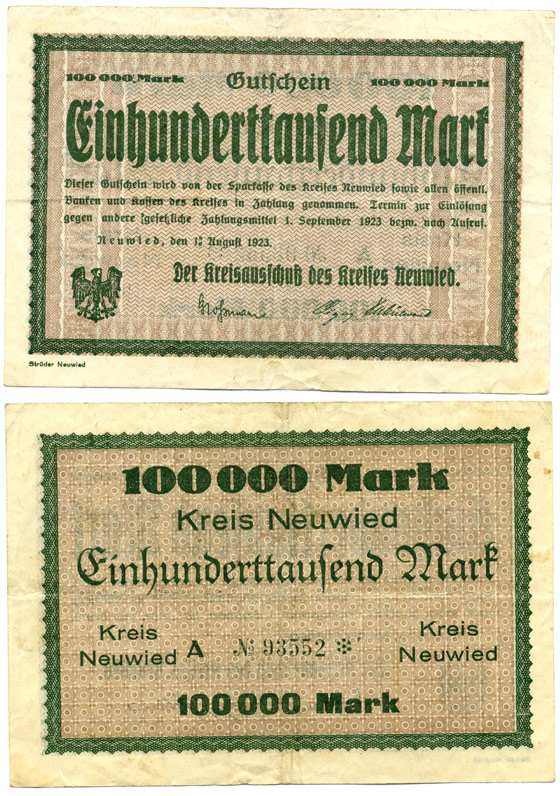 100 000 Mark Gutschein 100 000 Mark
Einhunderttausend Mark
Dieser Gutschein wird von der Sparkasse des Kreises Neuwied sowie allen öffentl.
Banken und Kassen des Kreises in Zahlung genommen. Termin zur Einlösung
gegen andere gesetzliche Zahlungsmittel 1. September 1923 bezw. nach Aufruf.
Neuwied, den 1. August 1923.
Der Kreisausschuß des Kreises Neuwied.
Ströder Neuwied
100 000 Mark
Kreis Neuwied
Einhunderttausend Mark
Kreis Neuwied A № 93552 ✻ Kreis Neuwied
100 000 Mark